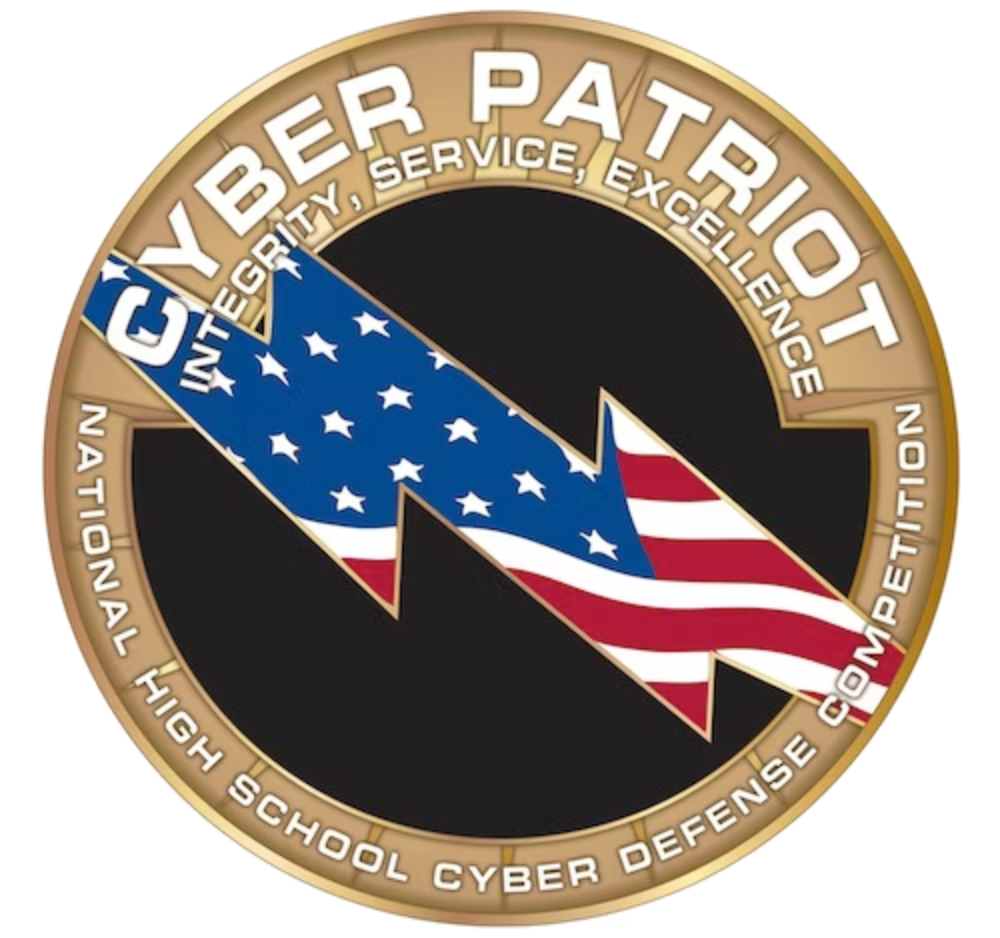 CYBER PATRIOT
INTEGRITY, SERVICE, EXCELLENCE
NATIONAL HIGH SCHOOL CYBER DEFENSE COMPETITION